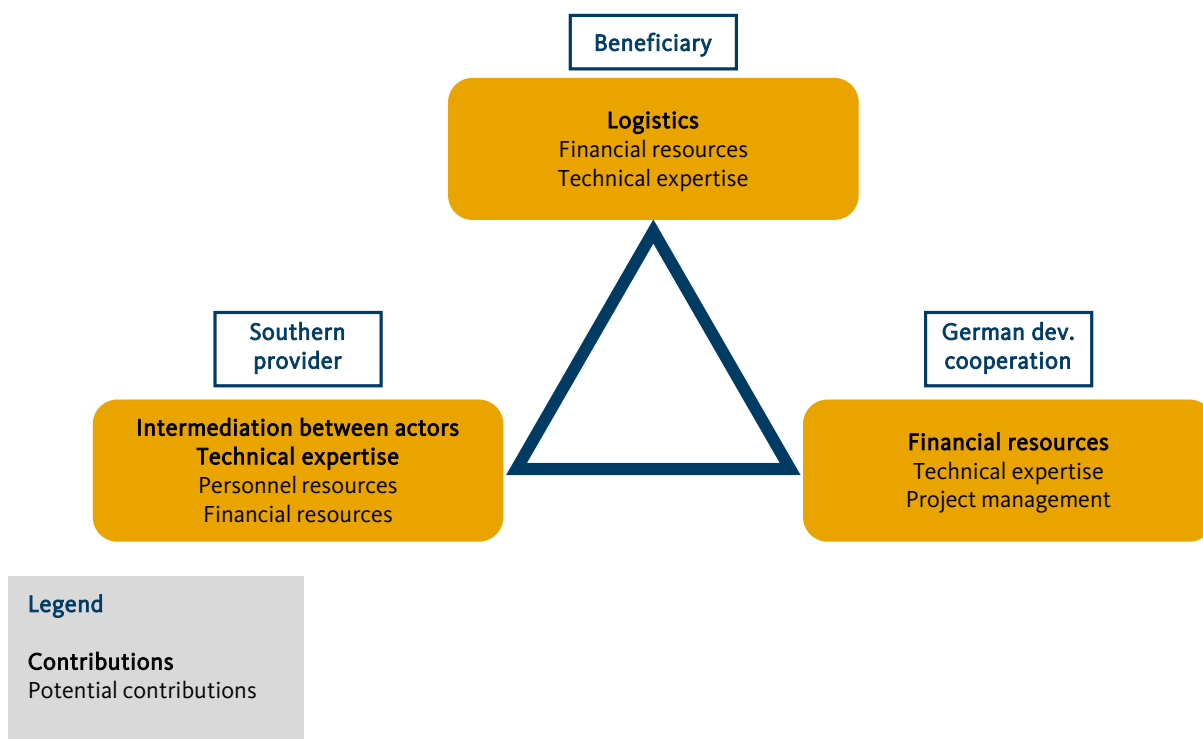 Beneficiary
Logistics
Financial resources
Technical expertise
Southern
provider
Intermediation between actors
Technical expertise
Personnel resources
Financial resources
German dev.
cooperation
Financial resources
Technical expertise
Project management
Legend
Contributions
Potential contributions